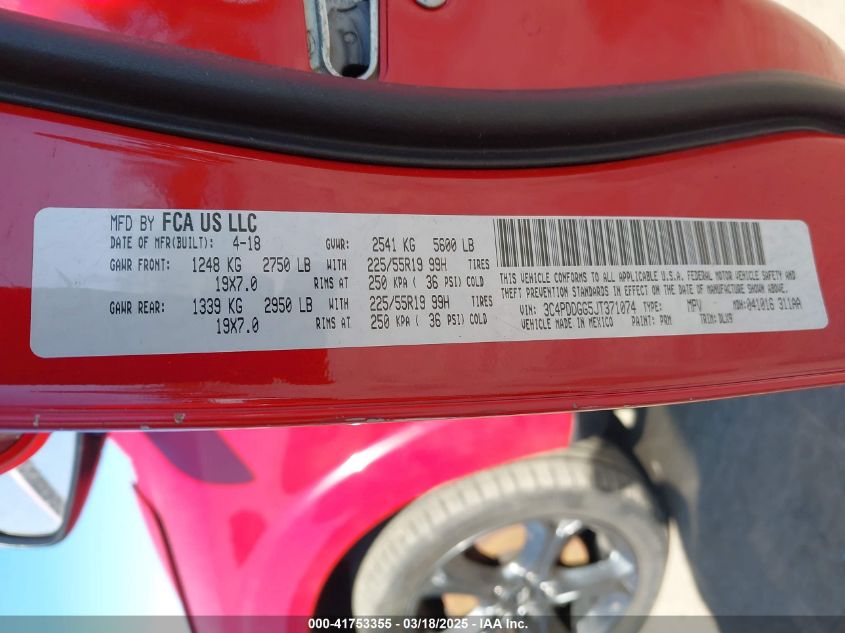 MFD BY FCA US LLC
DATE OF MFR(BUILT): 4-18 GVWR: 2541 KG 5600 LB
GAWR FRONT: 1248 KG 2750 LB WITH 225/55R19 99H TIRES
19X7.0 RIMS AT 250 KPA ( 36 PSI) COLD
GAWR REAR: 1339 KG 2950 LB WITH 225/55R19 99H TIRES
19X7.0 RIMS AT 250 KPA ( 36 PSI) COLD
THIS VEHICLE CONFORMS TO ALL APPLICABLE U.S.A. FEDERAL MOTOR VEHICLE SAFETY AND
THEFT PREVENTION STANDARDS IN EFFECT ON THE DATE OF MANUFACTURE SHOWN ABOVE.
VIN: 3C4PDDGG5JT371074 TYPE: MPV MDH: 041016 311AA
VEHICLE MADE IN MEXICO PAINT: PRM TRIM: DLX9
000-41753355 - 03/18/2025 - IAA Inc.